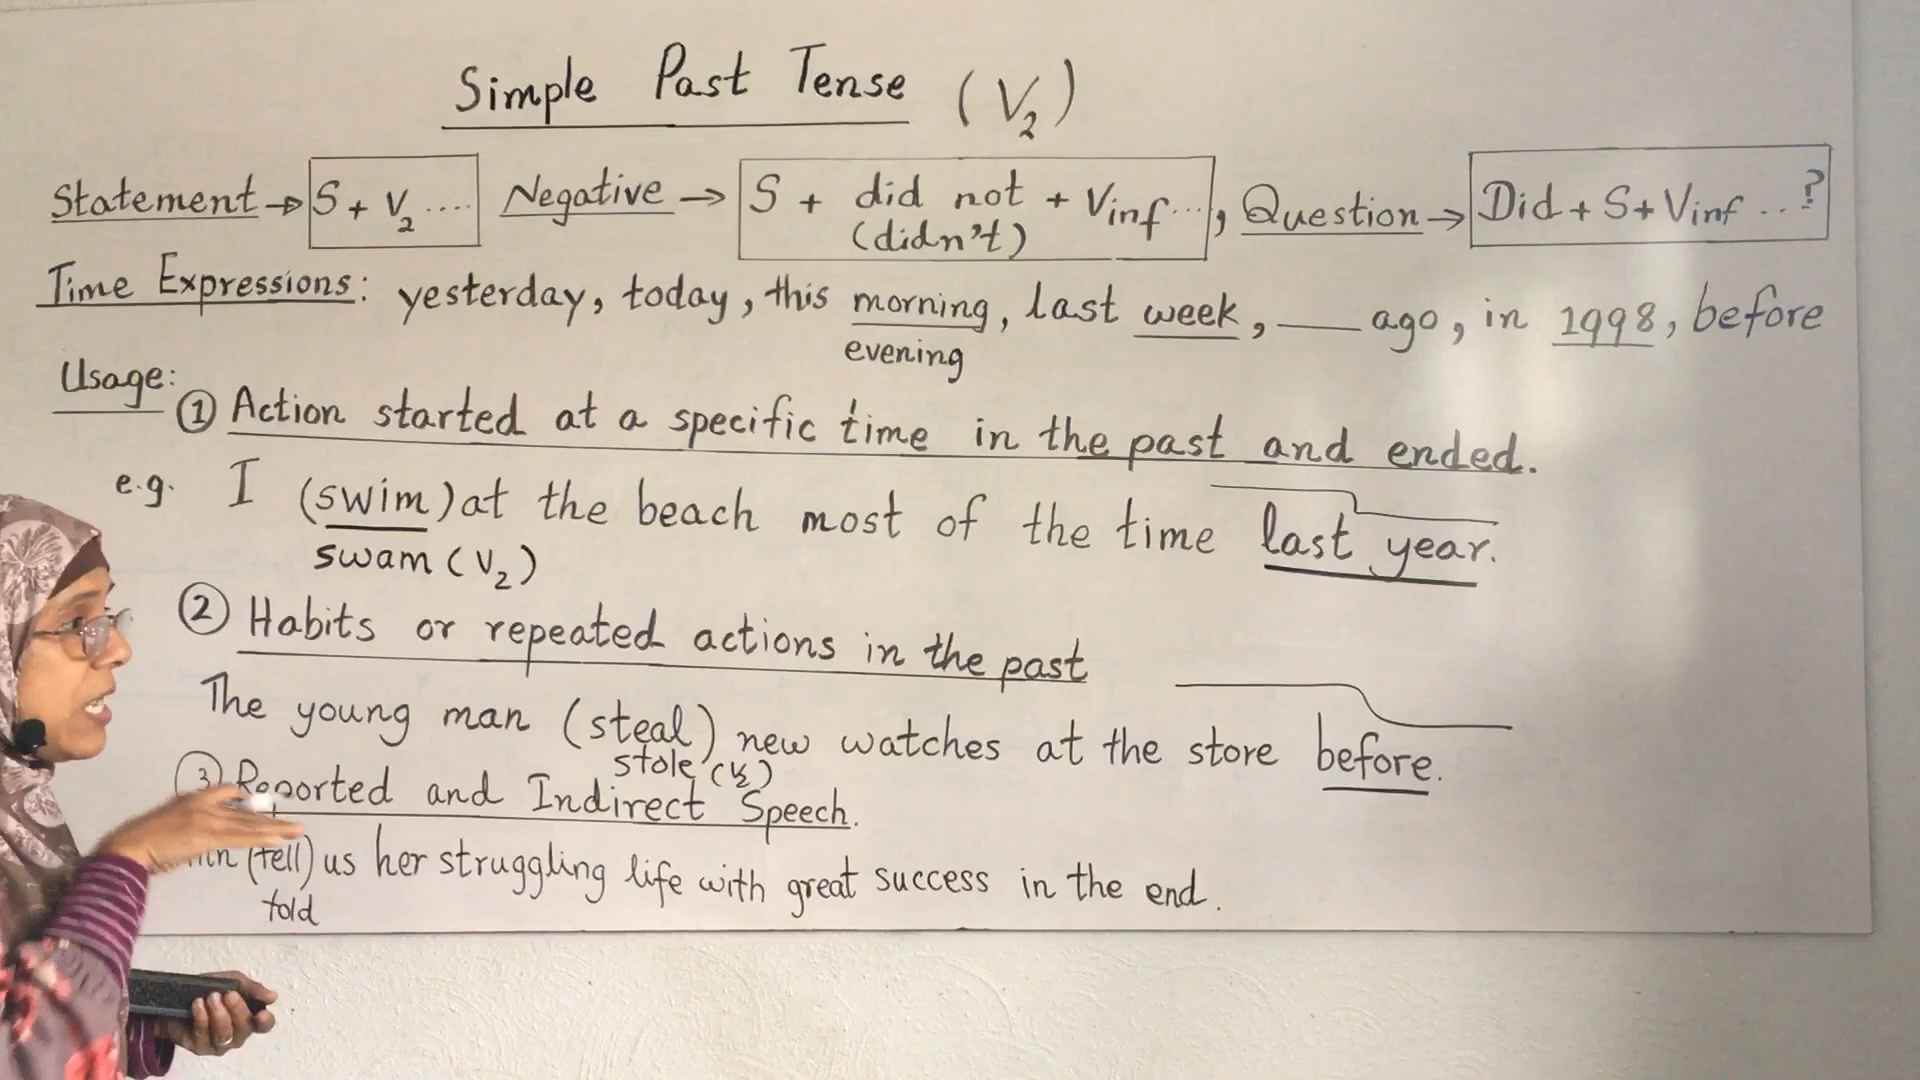 Simple Past Tense (V2)
Statement → S + V2 .... Negative → S + did not + Vinf..., Question → Did + S + Vinf ...?
(didn't)
Time Expressions: yesterday, today, this morning, last week, ___ ago, in 1998, before
evening
Usage:
① Action started at a specific time in the past and ended.
e.g. I (swim) at the beach most of the time last year.
swam (V2)
② Habits or repeated actions in the past
The young man (steal) new watches at the store before.
stole (V2)
③ Reported and Indirect Speech.
(tell) us her struggling life with great success in the end.
told